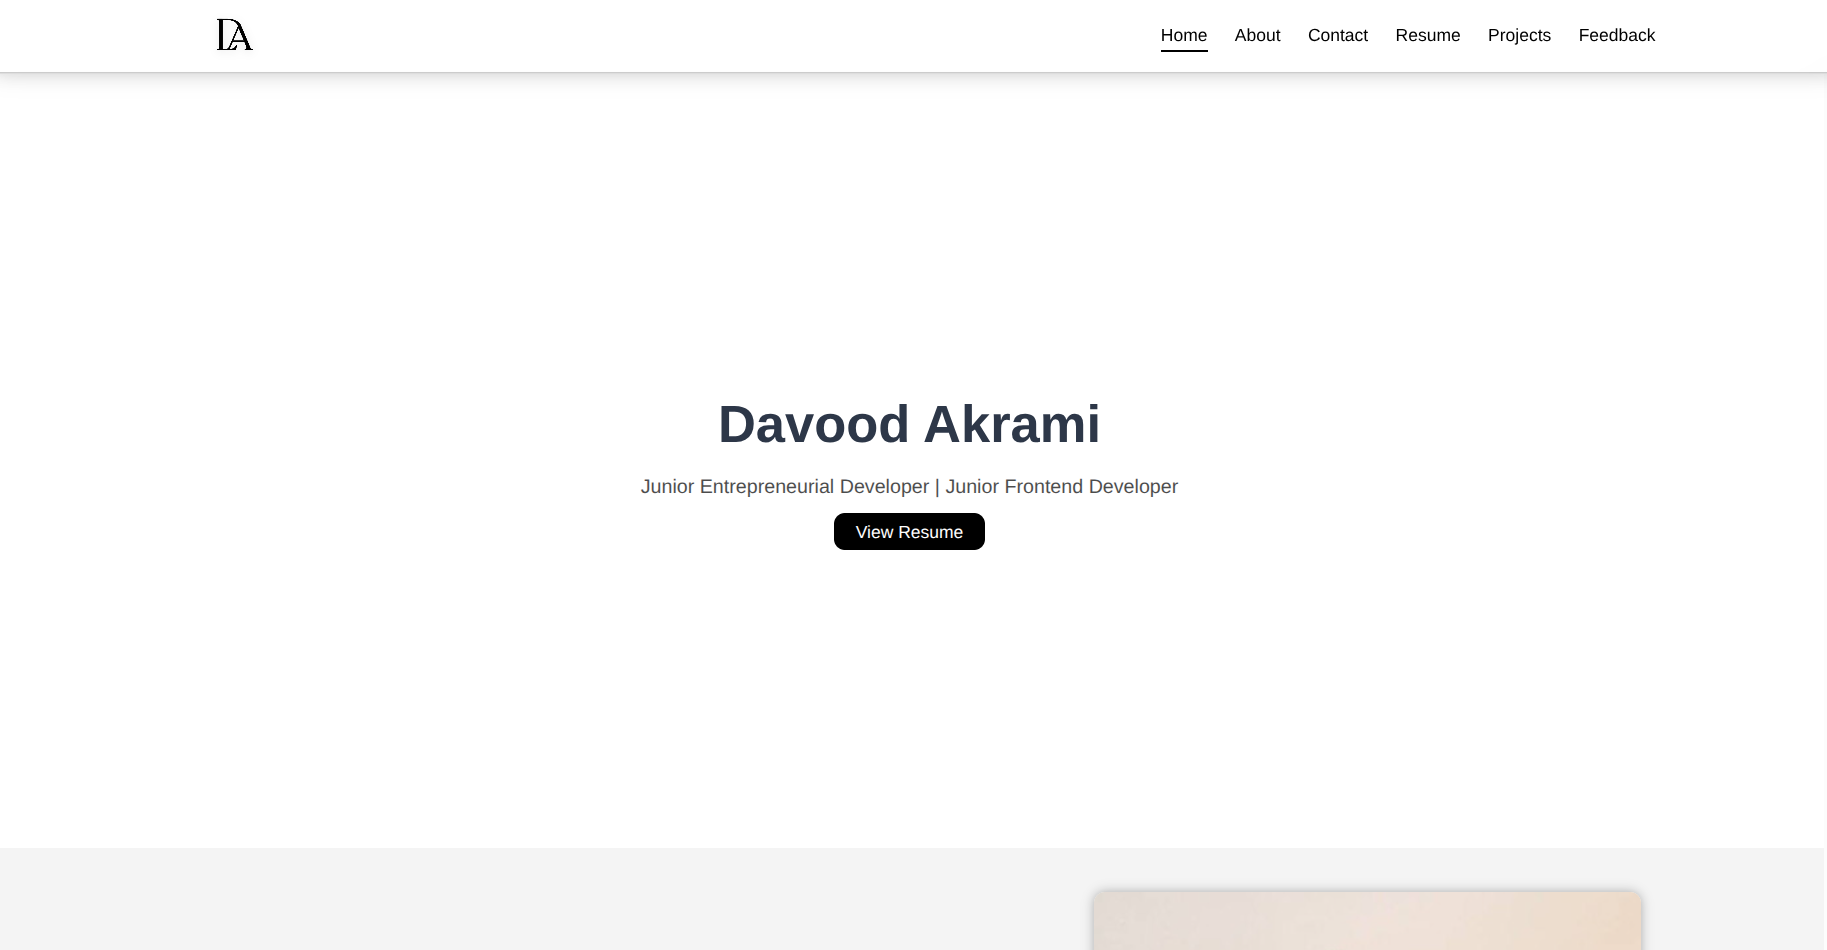 DA
Home About Contact Resume Projects Feedback
Davood Akrami
Junior Entrepreneurial Developer | Junior Frontend Developer
View Resume